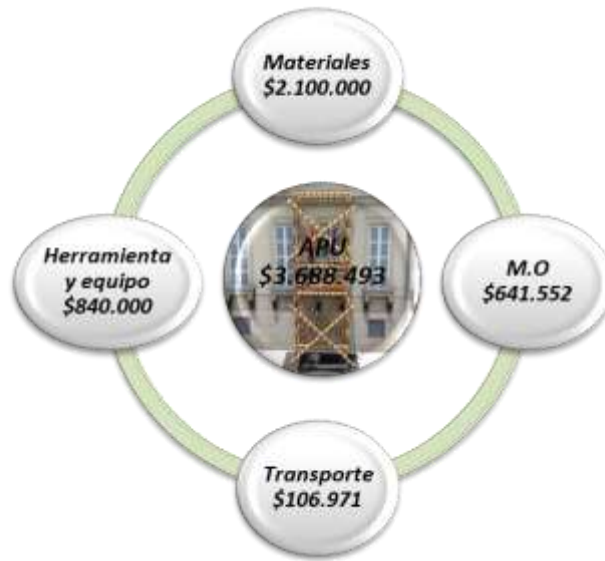 Materiales
$2.100.000
APU
$3.688.493
Herramienta
y equipo
$840.000
M.O
$641.552
Transporte
$106.971